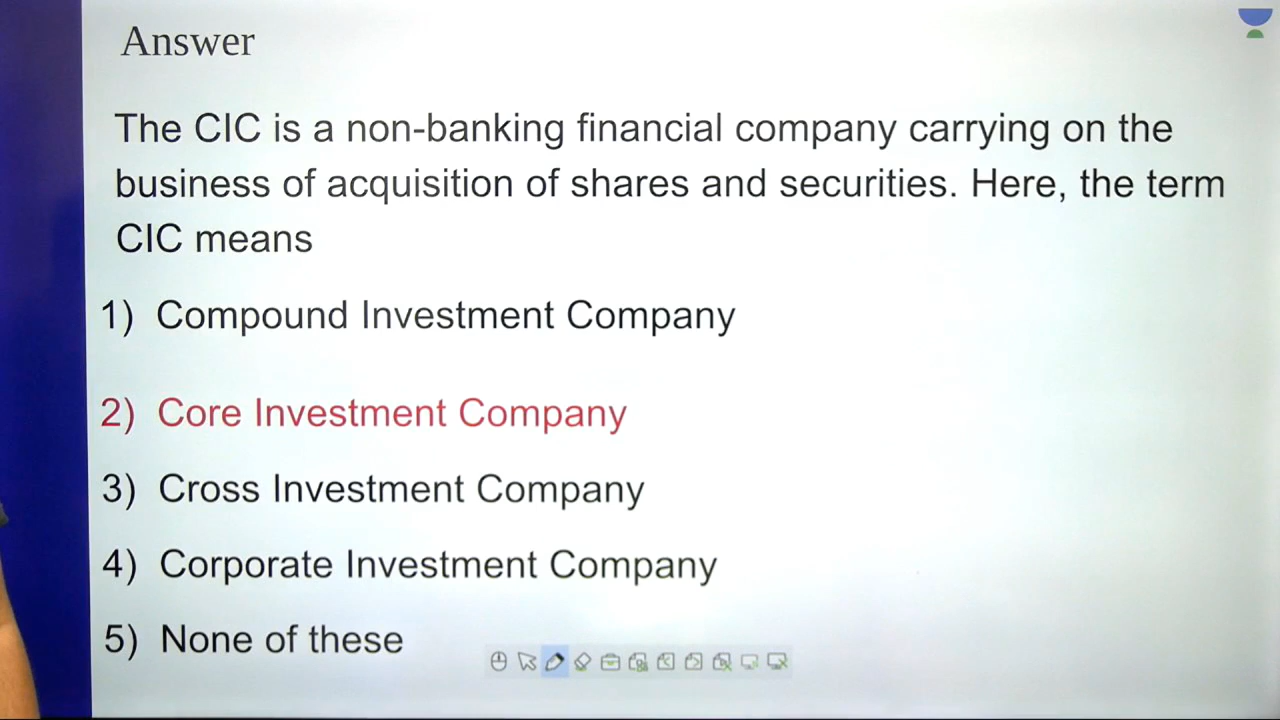 Answer
The CIC is a non-banking financial company carrying on the
business of acquisition of shares and securities. Here, the term
CIC means
1) Compound Investment Company
2) Core Investment Company
3) Cross Investment Company
4) Corporate Investment Company
5) None of these